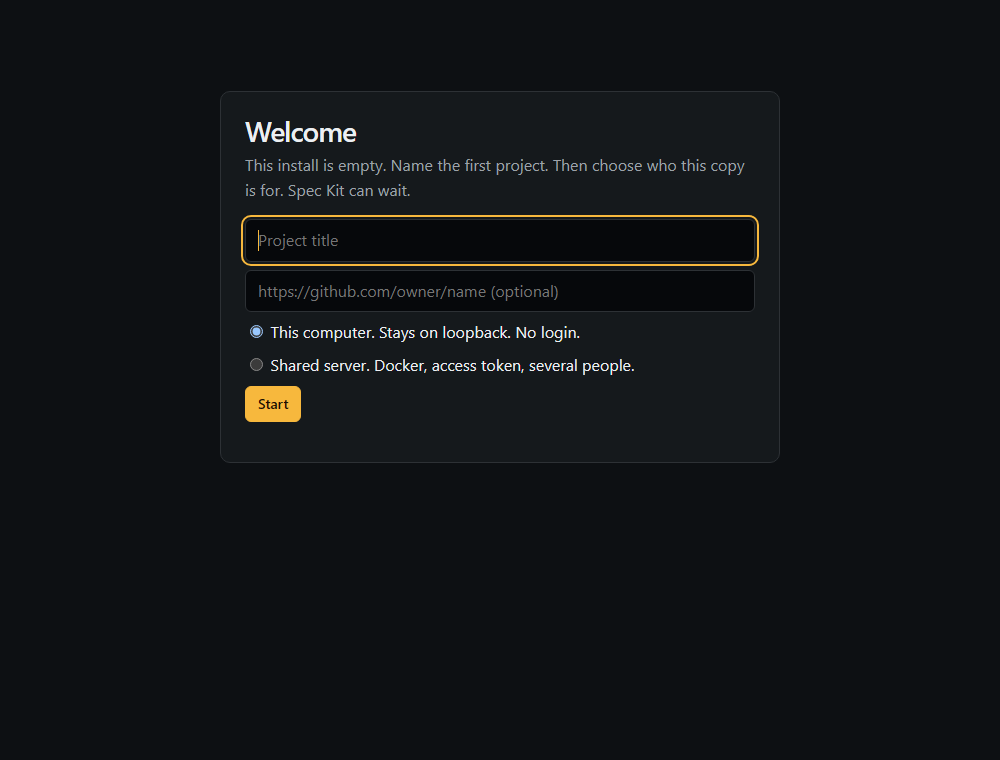 Welcome
This install is empty. Name the first project. Then choose who this copy
is for. Spec Kit can wait.
Project title
https://github.com/owner/name (optional)
This computer. Stays on loopback. No login.
Shared server. Docker, access token, several people.
Start